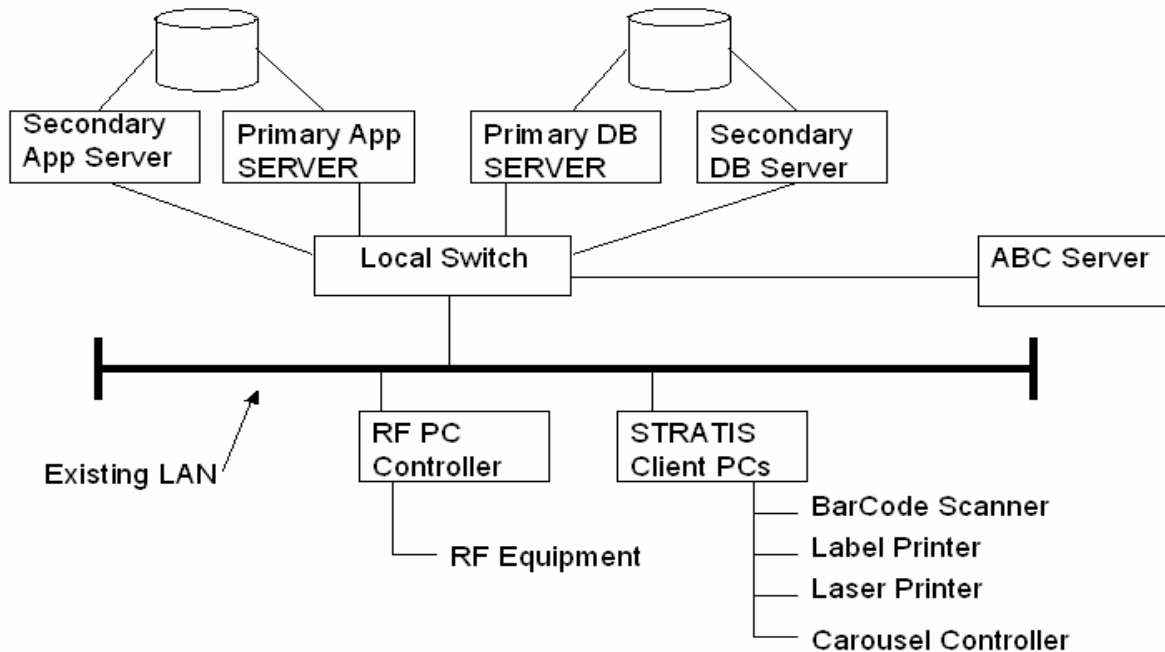 Secondary
App Server
Primary App
SERVER
Primary DB
SERVER
Secondary
DB Server
Local Switch
ABC Server
Existing LAN
RF PC
Controller
STRATIS
Client PCs
RF Equipment
BarCode Scanner
Label Printer
Laser Printer
Carousel Controller